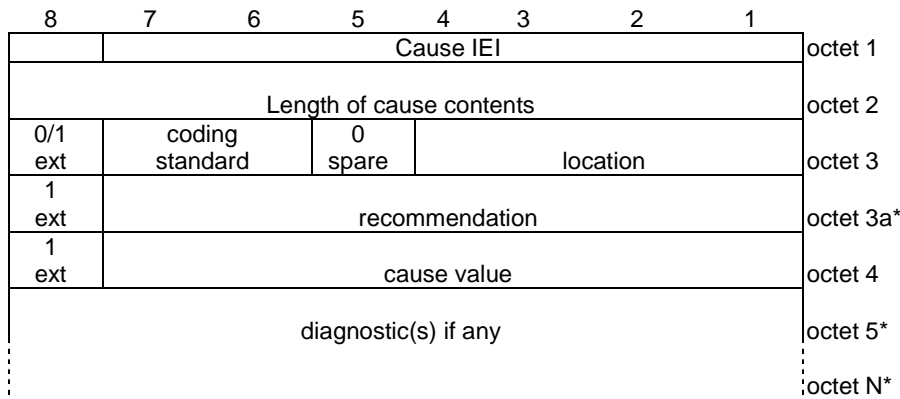 8 7 6 5 4 3 2 1
Cause IEI octet 1
Length of cause contents octet 2
0/1 coding 0
ext standard spare location octet 3
1
ext recommendation octet 3a*
1
ext cause value octet 4
diagnostic(s) if any octet 5*
octet N*